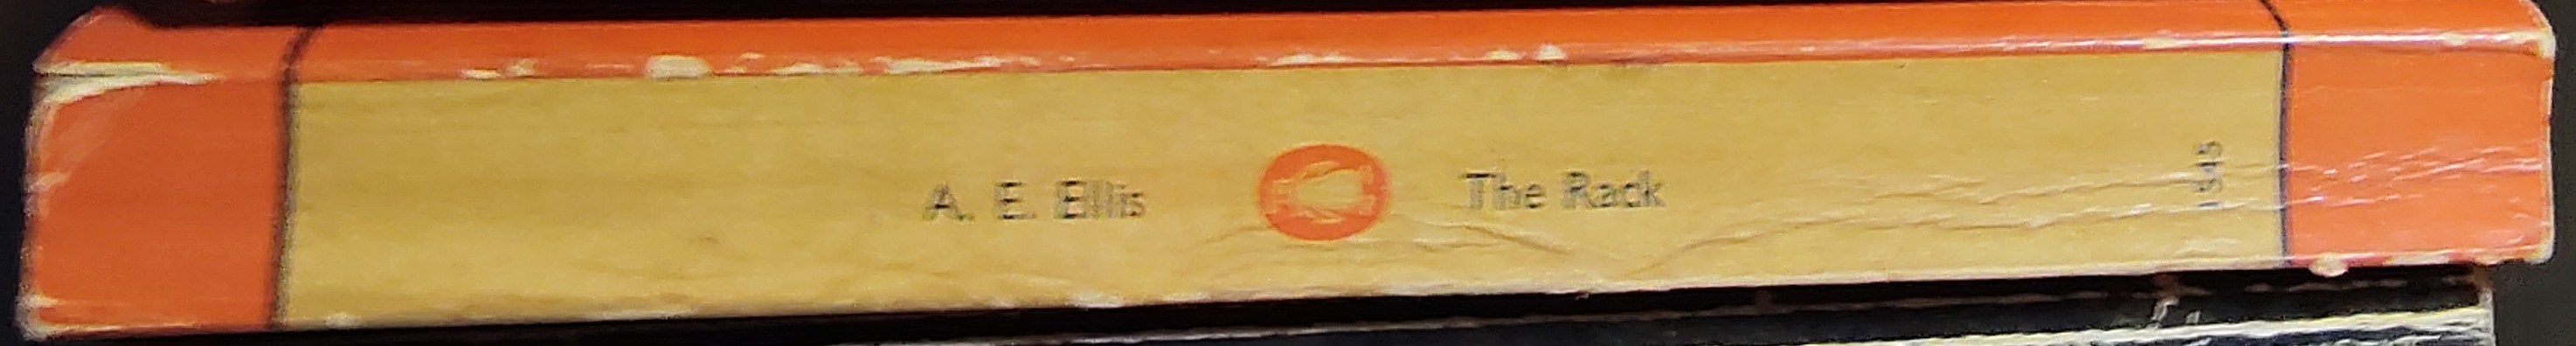 A. E. Ellis
The Rack
1545